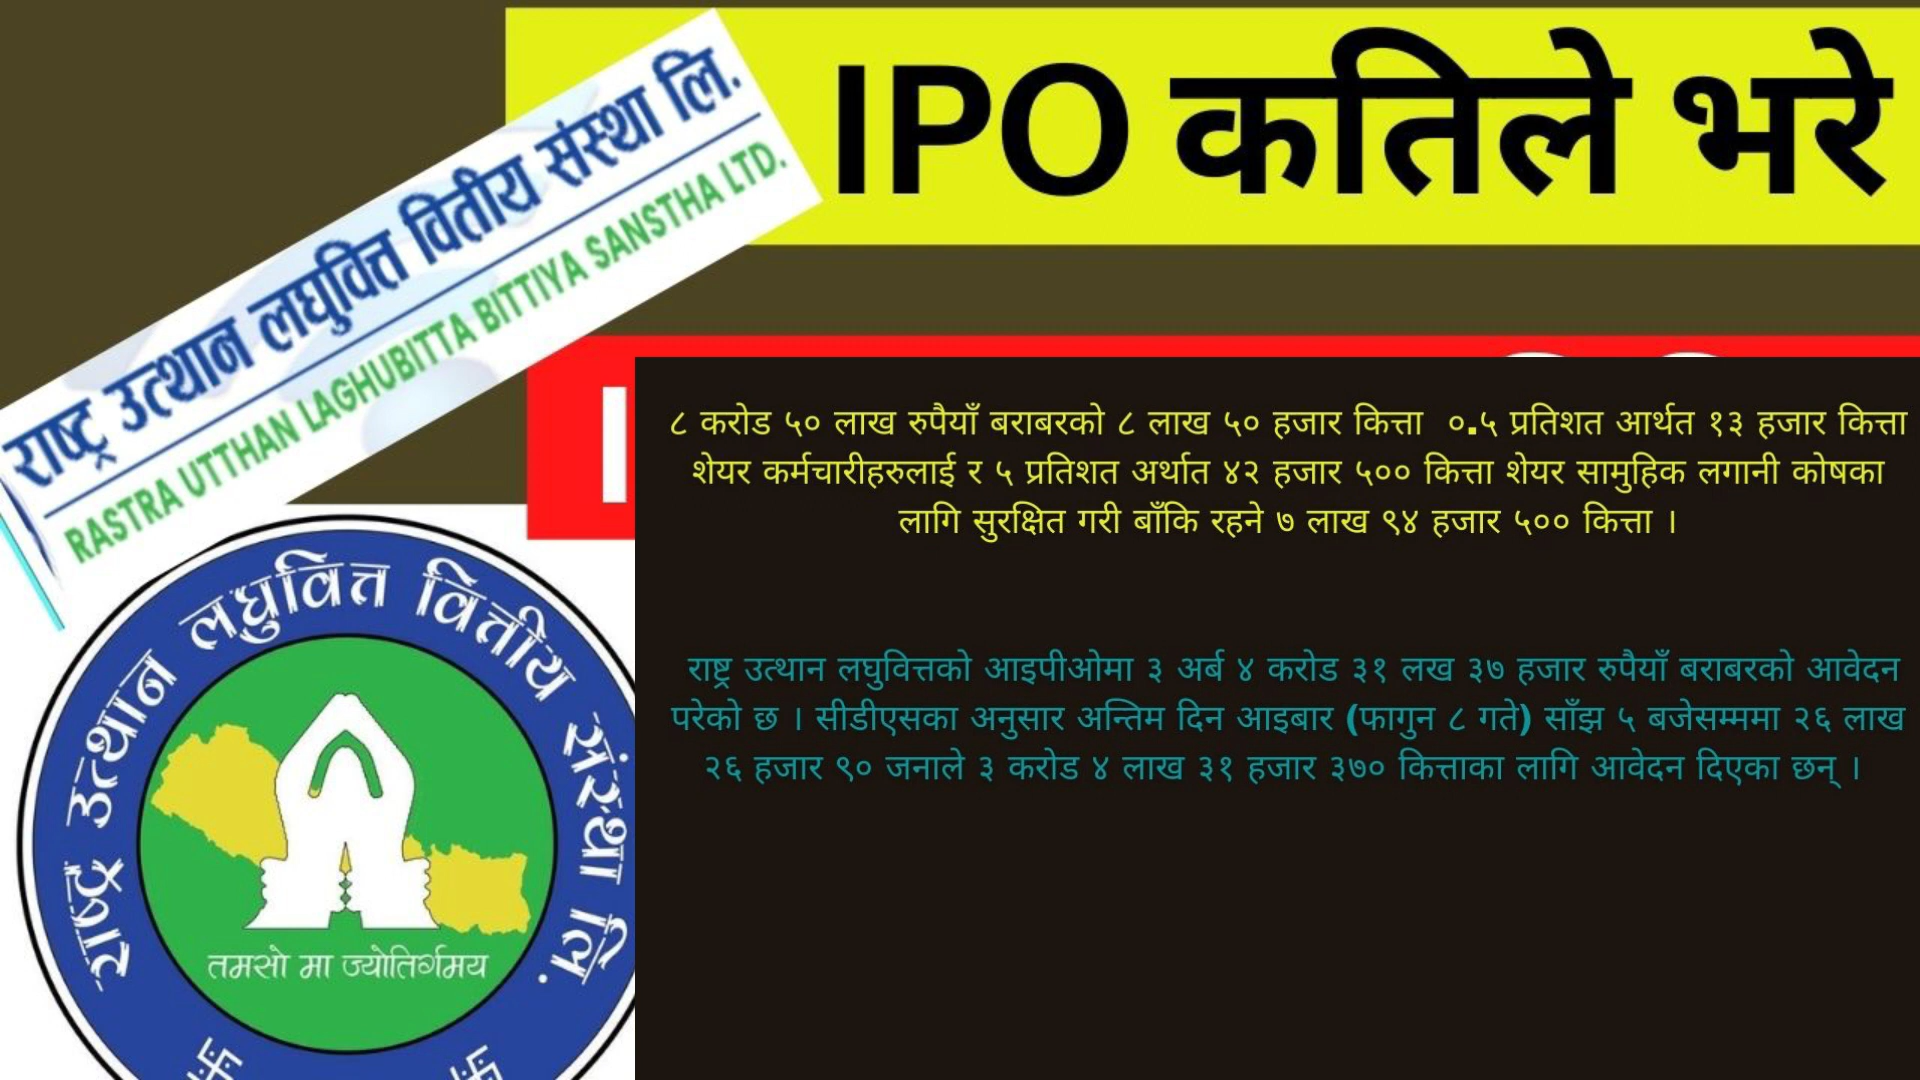 IPO कतिले भरे
राष्ट्र उत्थान लघुवित्त वित्तीय संस्था लि.
RASTRA UTTHAN LAGHUBITTA BITTIYA SANSTHA LTD.
८ करोड ५० लाख रुपैयाँ बराबरको ८ लाख ५० हजार कित्ता ०.५ प्रतिशत आर्थत १३ हजार कित्ता
शेयर कर्मचारीहरुलाई र ५ प्रतिशत अर्थात ४२ हजार ५०० कित्ता शेयर सामुहिक लगानी कोषका
लागि सुरक्षित गरी बाँकि रहने ७ लाख ९४ हजार ५०० कित्ता ।
राष्ट्र उत्थान लघुवित्तको आइपीओमा ३ अर्ब ४ करोड ३१ लख ३७ हजार रुपैयाँ बराबरको आवेदन
परेको छ । सीडीएसका अनुसार अन्तिम दिन आइबार (फागुन ८ गते) साँझ ५ बजेसम्ममा २६ लाख
२६ हजार ९० जनाले ३ करोड ४ लाख ३१ हजार ३७० कित्ताका लागि आवेदन दिएका छन् ।
राष्ट्र उत्थान लघुवित्त वित्तीय संस्था लि.
तमसो मा ज्योतिर्गमय